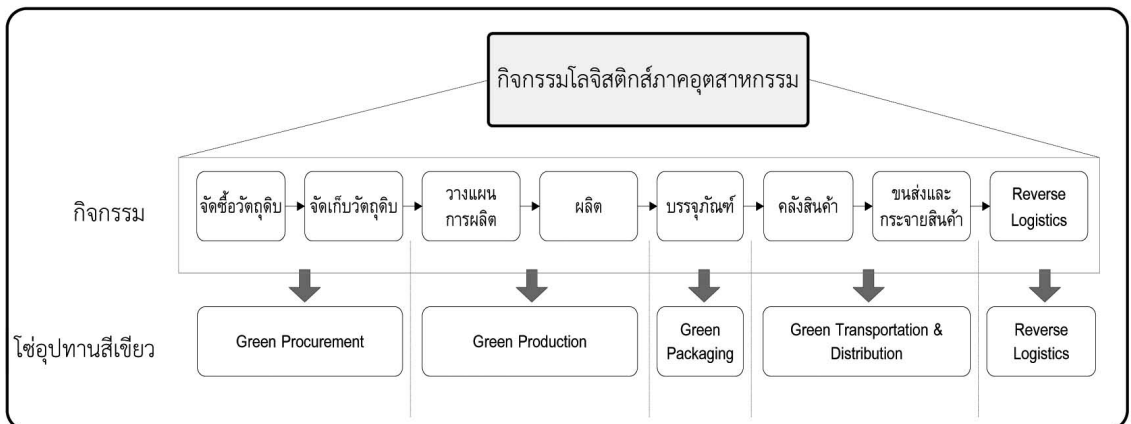 กิจกรรมโลจิสติกส์ภาคอุตสาหกรรม
กิจกรรม
จัดซื้อวัตถุดิบ
จัดเก็บวัตถุดิบ
วางแผน
การผลิต
ผลิต
บรรจุภัณฑ์
คลังสินค้า
ขนส่งและ
กระจายสินค้า
Reverse
Logistics
โซ่อุปทานสีเขียว
Green Procurement
Green Production
Green
Packaging
Green Transportation &
Distribution
Reverse
Logistics